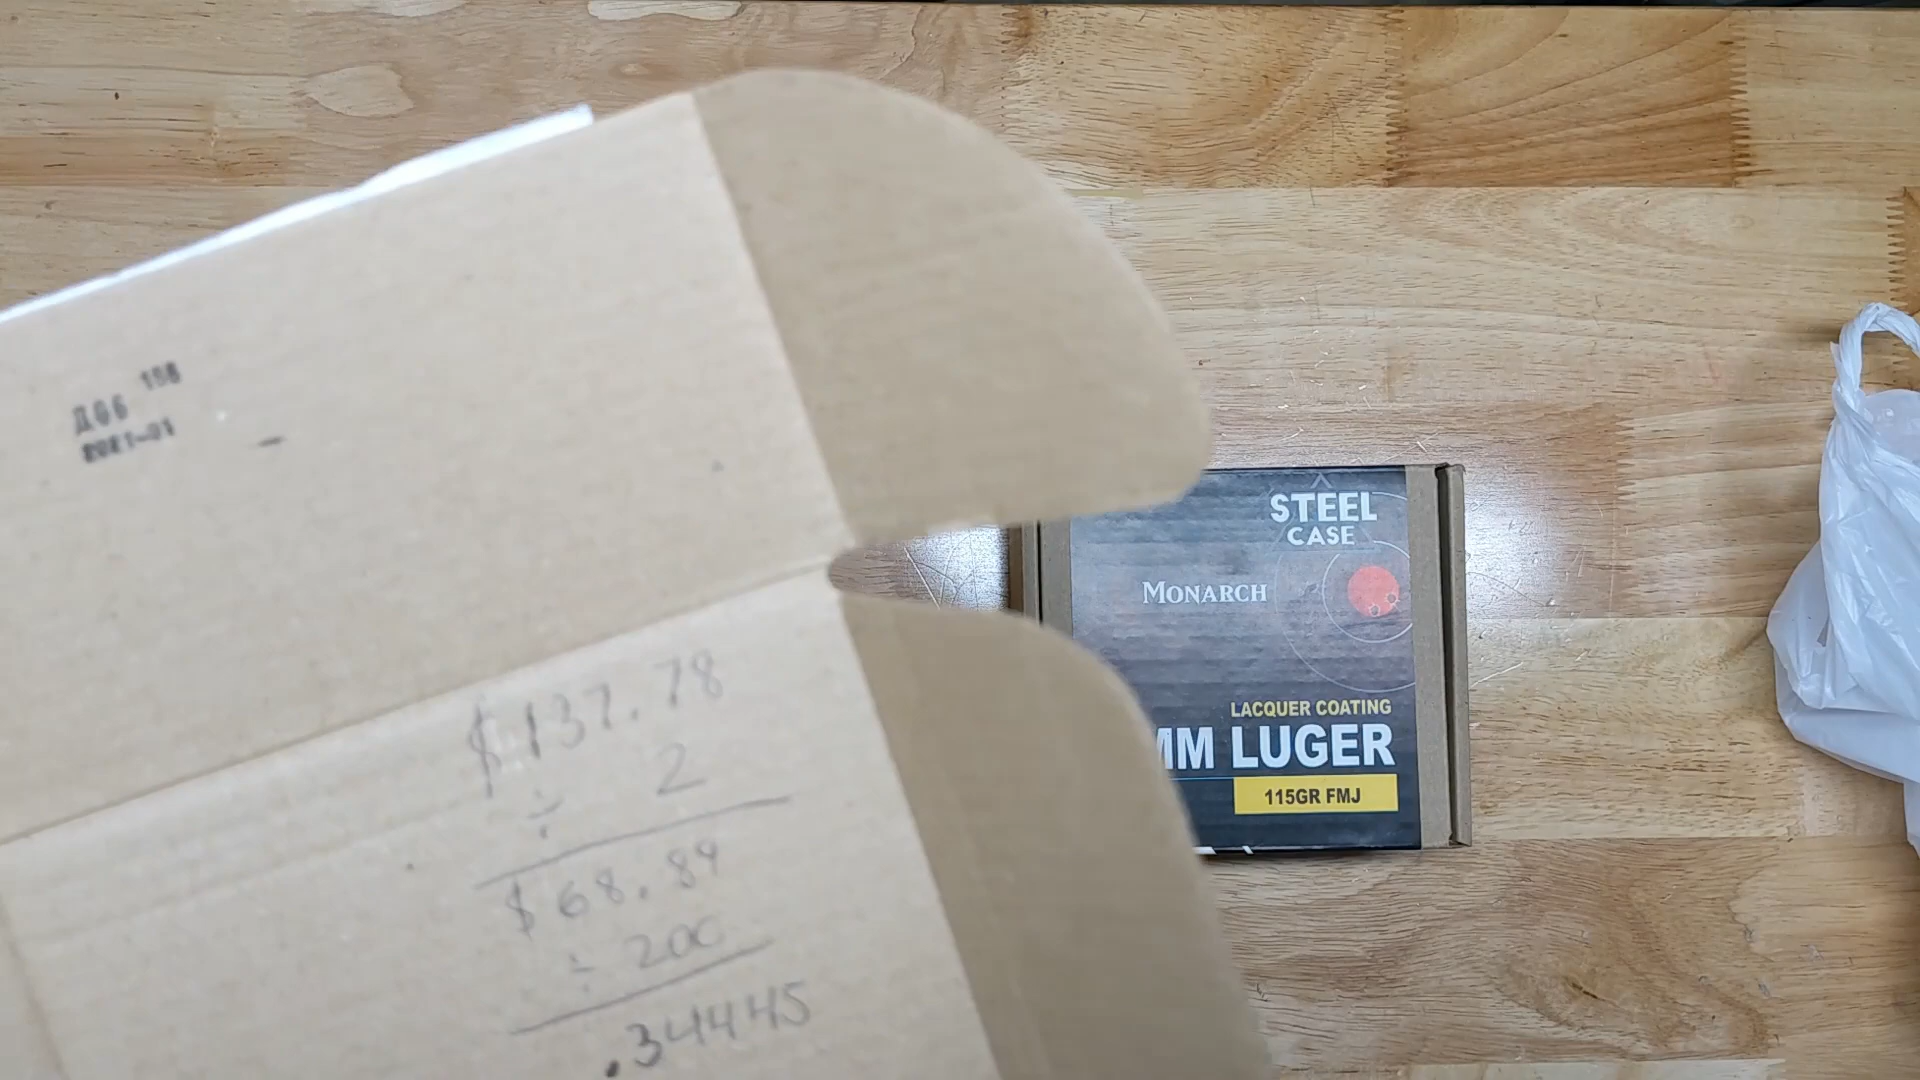 $137.78
÷ 2
$68.89
÷ 200
.34445
STEEL
CASE
MONARCH
LACQUER COATING
MM LUGER
115GR FMJ